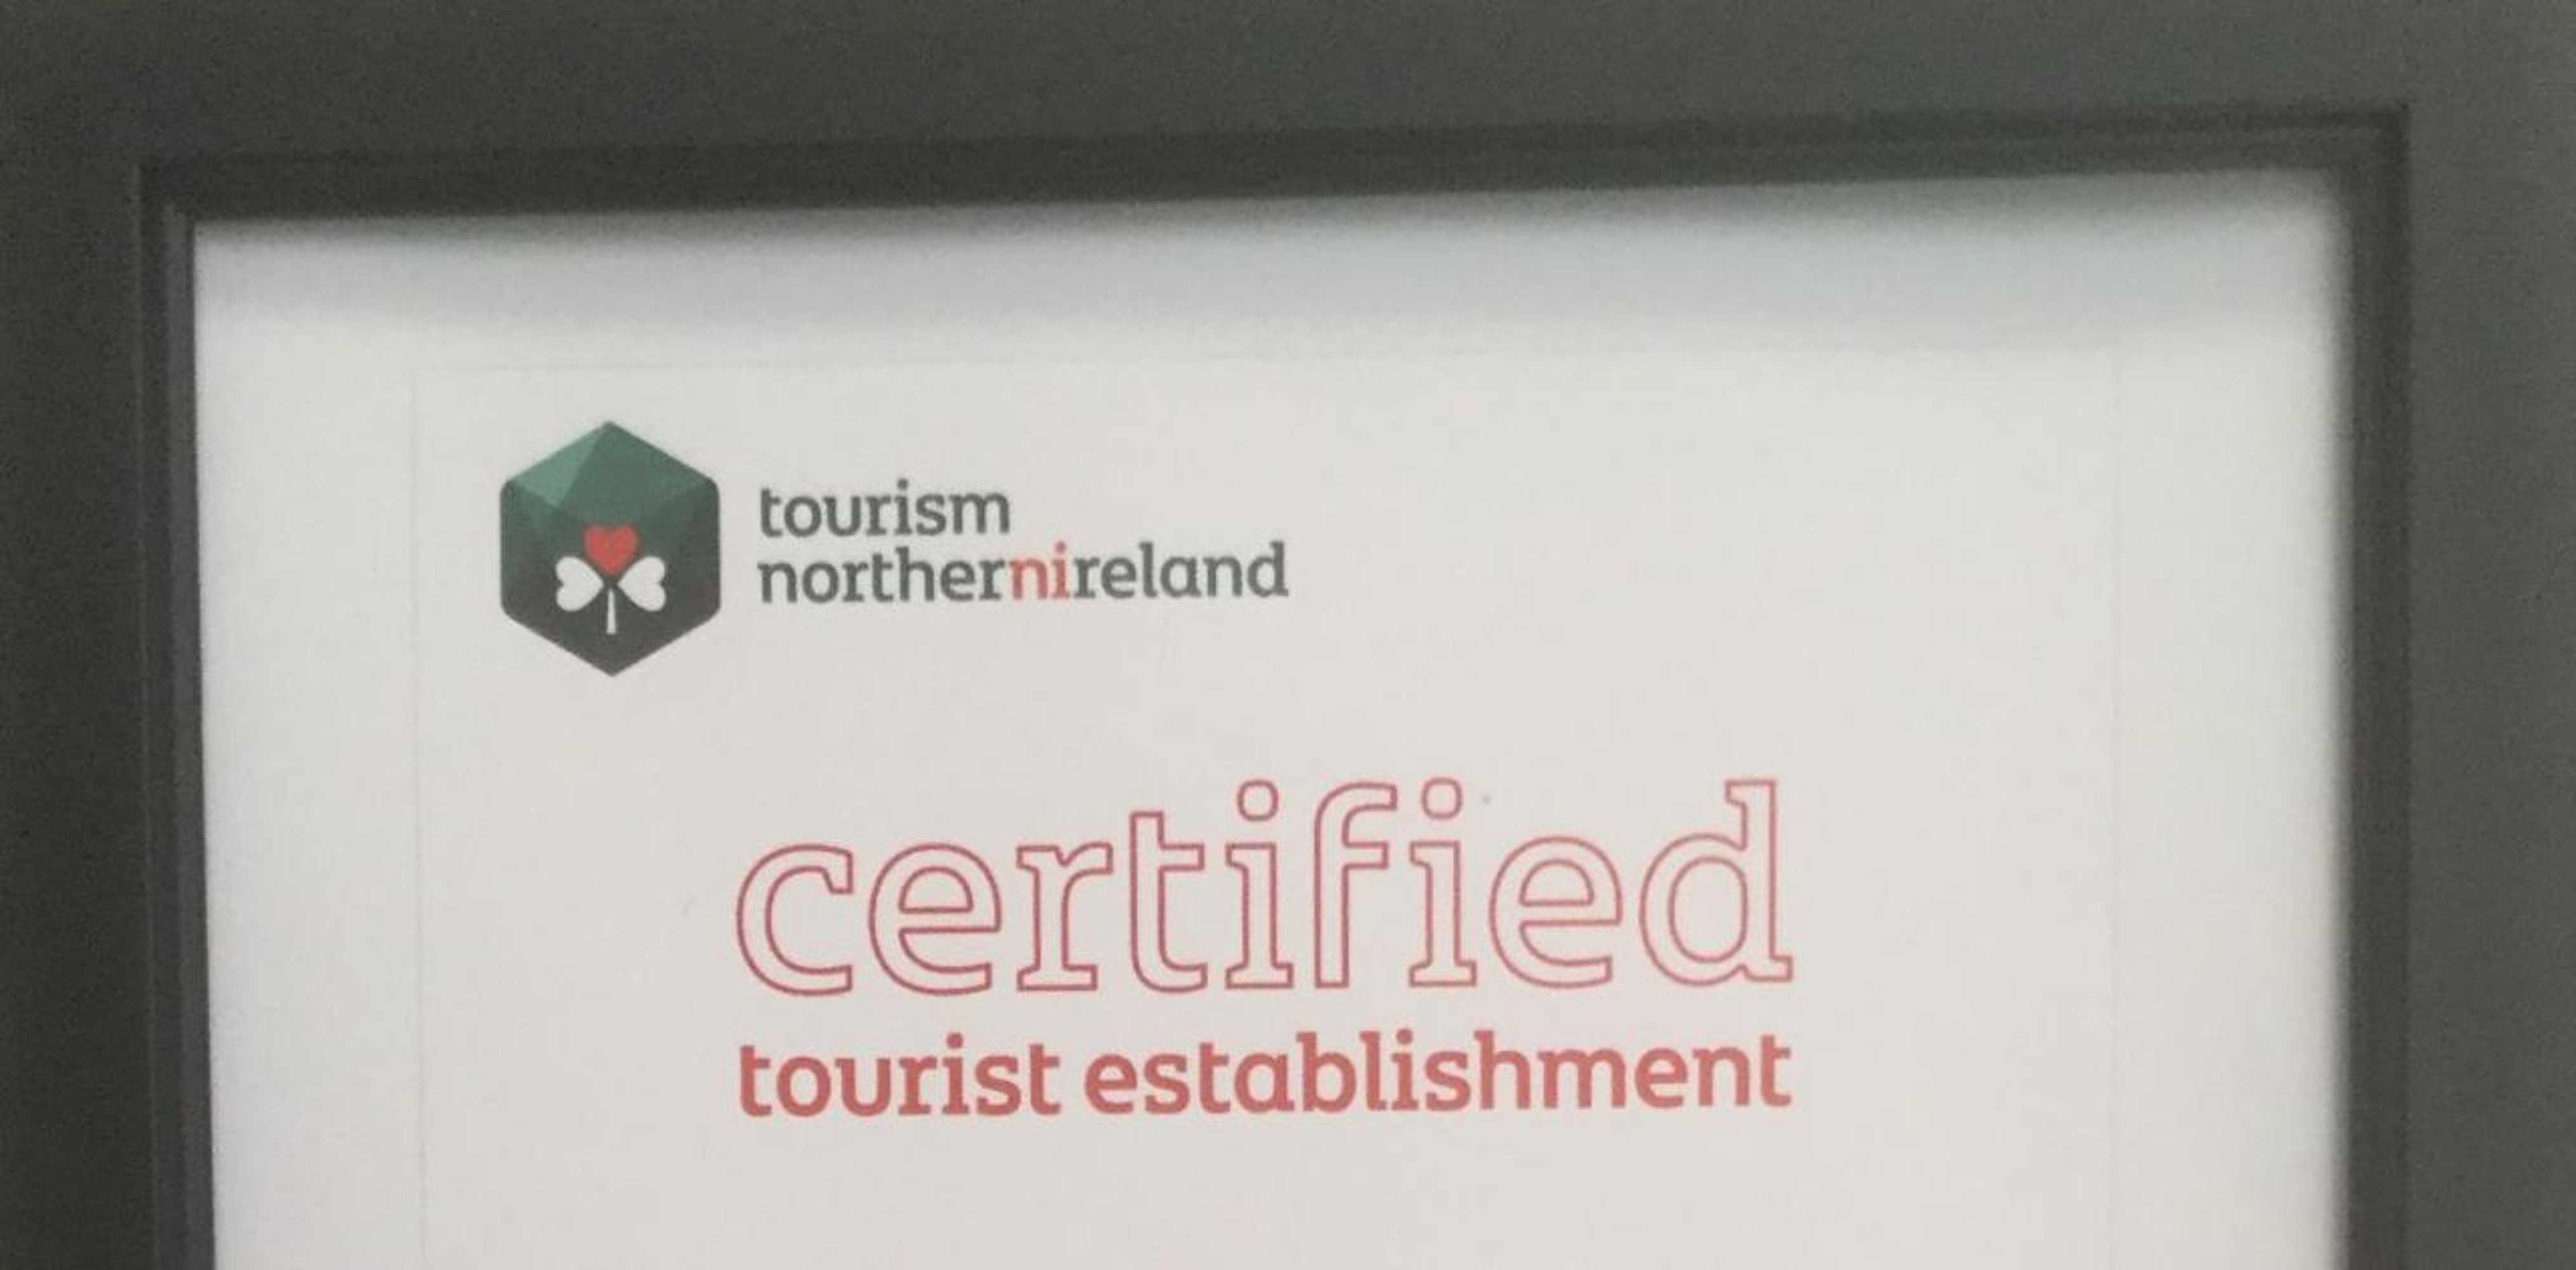 tourism
northernireland
certified
tourist establishment